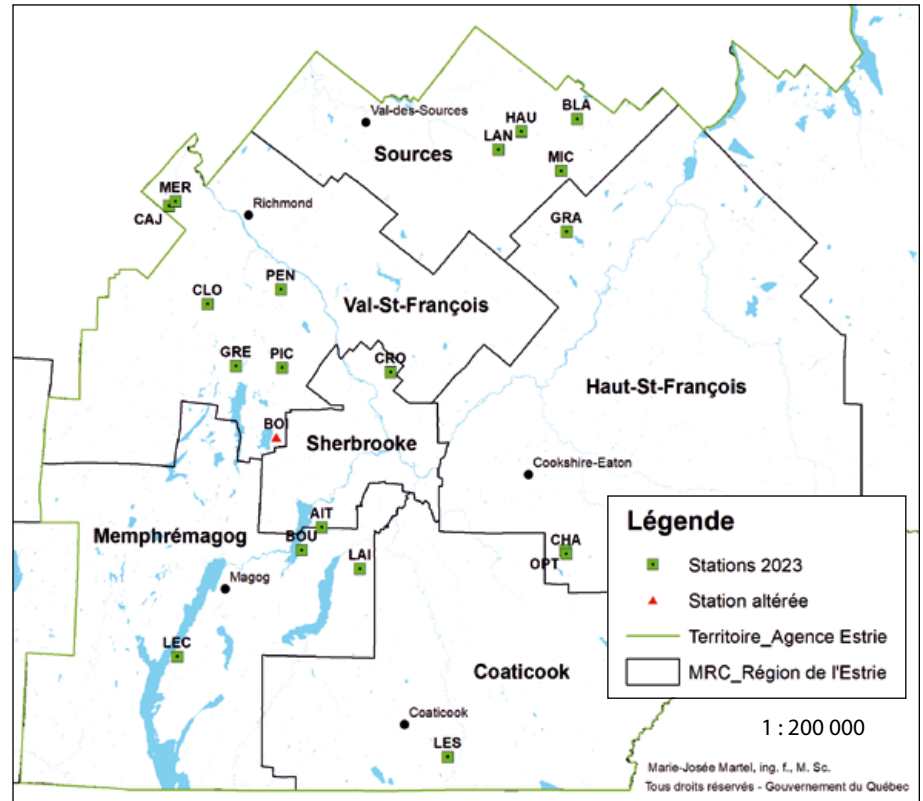 Val-des-Sources
BLA
HAU
LAN
Sources
MIC
MER
CAJ
Richmond
GRA
PEN
CLO
Val-St-François
GRE
PIC
CRO
Haut-St-François
BOI
Sherbrooke
Cookshire-Eaton
AIT
Memphrémagog
BOU
LAI
CHA
OPT
Magog
LEC
Coaticook
Coaticook
LES
Légende
Stations 2023
Station altérée
Territoire_Agence Estrie
MRC_Région de l'Estrie
1 : 200 000
Marie-Josée Martel, ing. f., M. Sc.
Tous droits réservés - Gouvernement du Québec